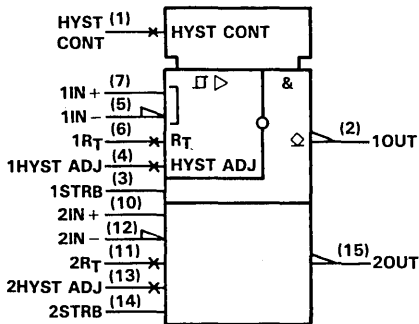 HYST CONT (1) HYST CONT
1IN + (7) &
1IN − (5)
1RT (6) RT (2) 1OUT
1HYST ADJ (4) HYST ADJ
1STRB (3)
2IN + (10)
2IN − (12)
2RT (11) (15) 2OUT
2HYST ADJ (13)
2STRB (14)